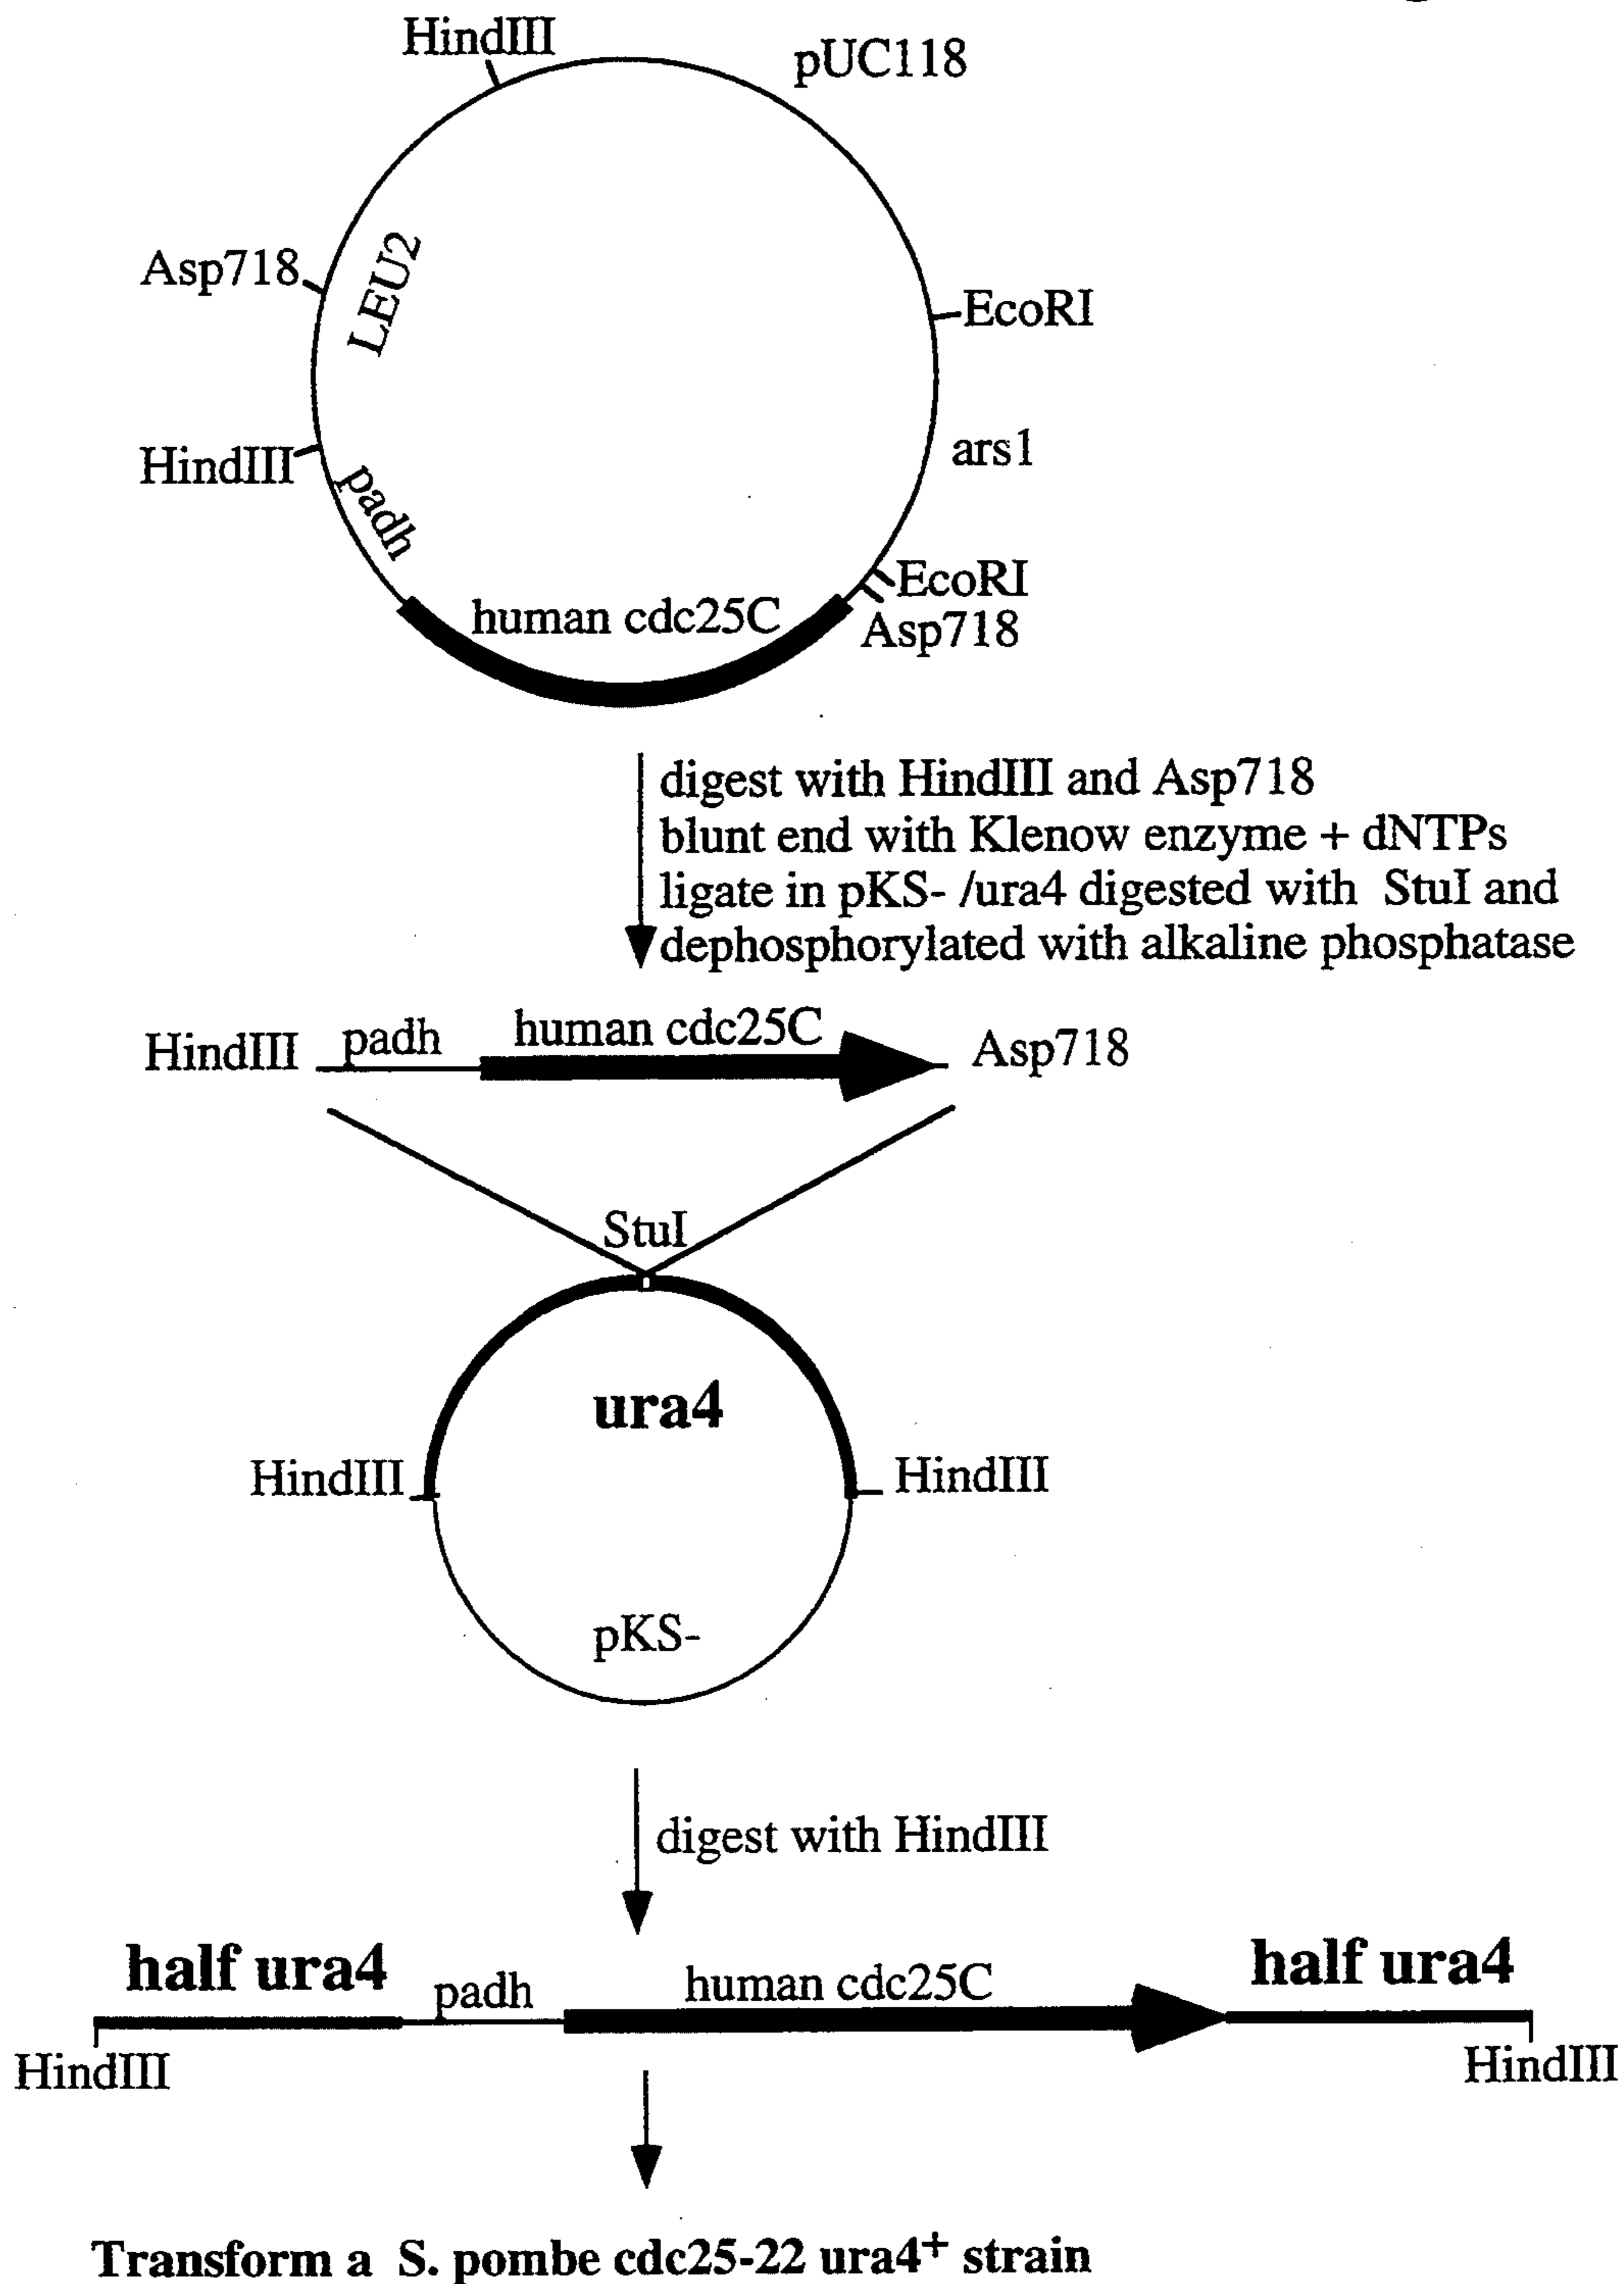 HindIII
pUC118
Asp718
LEU2
EcoRI
HindIII
padh
ars1
EcoRI
human cdc25C
Asp718
digest with HindIII and Asp718
blunt end with Klenow enzyme + dNTPs
ligate in pKS- /ura4 digested with StuI and
dephosphorylated with alkaline phosphatase
HindIII
padh
human cdc25C
Asp718
StuI
ura4
HindIII
HindIII
pKS-
digest with HindIII
half ura4
padh
human cdc25C
half ura4
HindIII
HindIII
Transform a S. pombe cdc25-22 ura4+ strain